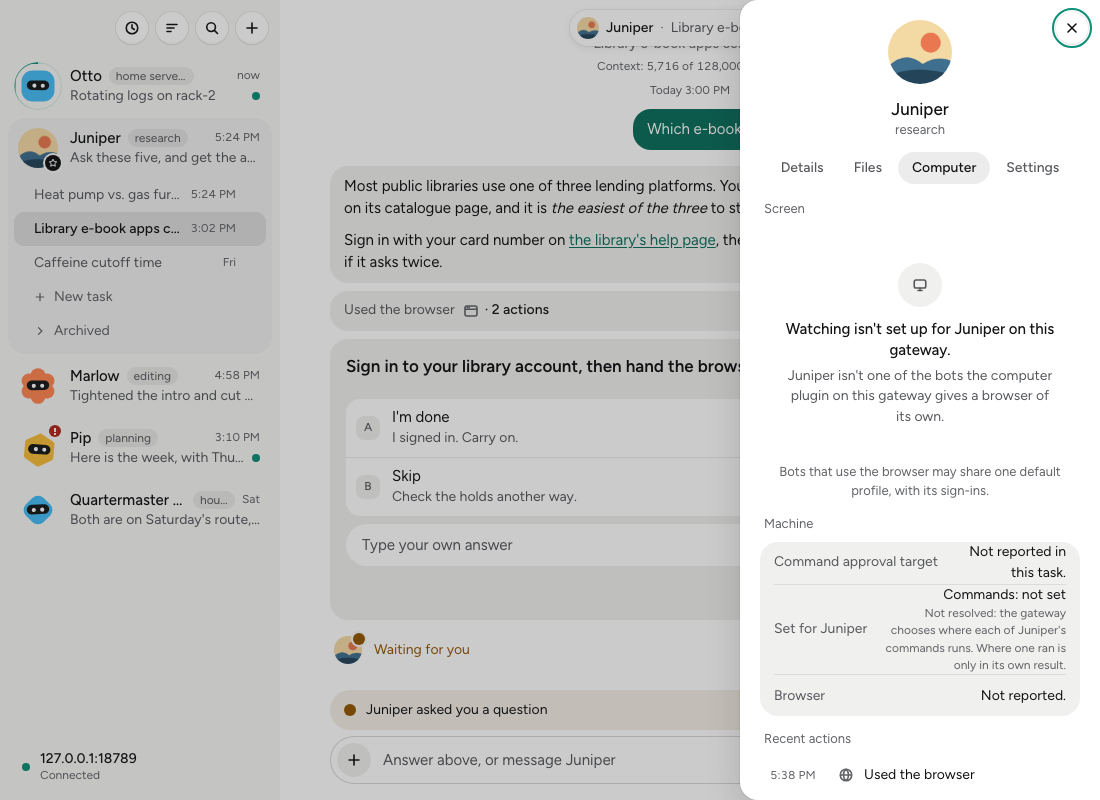 Otto home serve... now
Rotating logs on rack-2
Juniper research 5:24 PM
Ask these five, and get the a...
Heat pump vs. gas fur... 5:24 PM
Library e-book apps c... 3:02 PM
Caffeine cutoff time Fri
New task
Archived
Marlow editing 4:58 PM
Tightened the intro and cut ...
Pip planning 3:10 PM
Here is the week, with Thu...
Quartermaster ... hou... Sat
Both are on Saturday's route,...
127.0.0.1:18789
Connected
Juniper · Library e-bo
Library e-book apps co
Context: 5,716 of 128,000
Today 3:00 PM
Which e-book
Most public libraries use one of three lending platforms. You
on its catalogue page, and it is the easiest of the three to st
Sign in with your card number on the library's help page, the
if it asks twice.
Used the browser · 2 actions
Sign in to your library account, then hand the brows
A I'm done
I signed in. Carry on.
B Skip
Check the holds another way.
Type your own answer
Waiting for you
Juniper asked you a question
Answer above, or message Juniper
Juniper
research
Details Files Computer Settings
Screen
Watching isn't set up for Juniper on this
gateway.
Juniper isn't one of the bots the computer
plugin on this gateway gives a browser of
its own.
Bots that use the browser may share one default
profile, with its sign-ins.
Machine
Command approval target Not reported in
this task.
Set for Juniper Commands: not set
Not resolved: the gateway
chooses where each of Juniper's
commands runs. Where one ran is
only in its own result.
Browser Not reported.
Recent actions
5:38 PM Used the browser